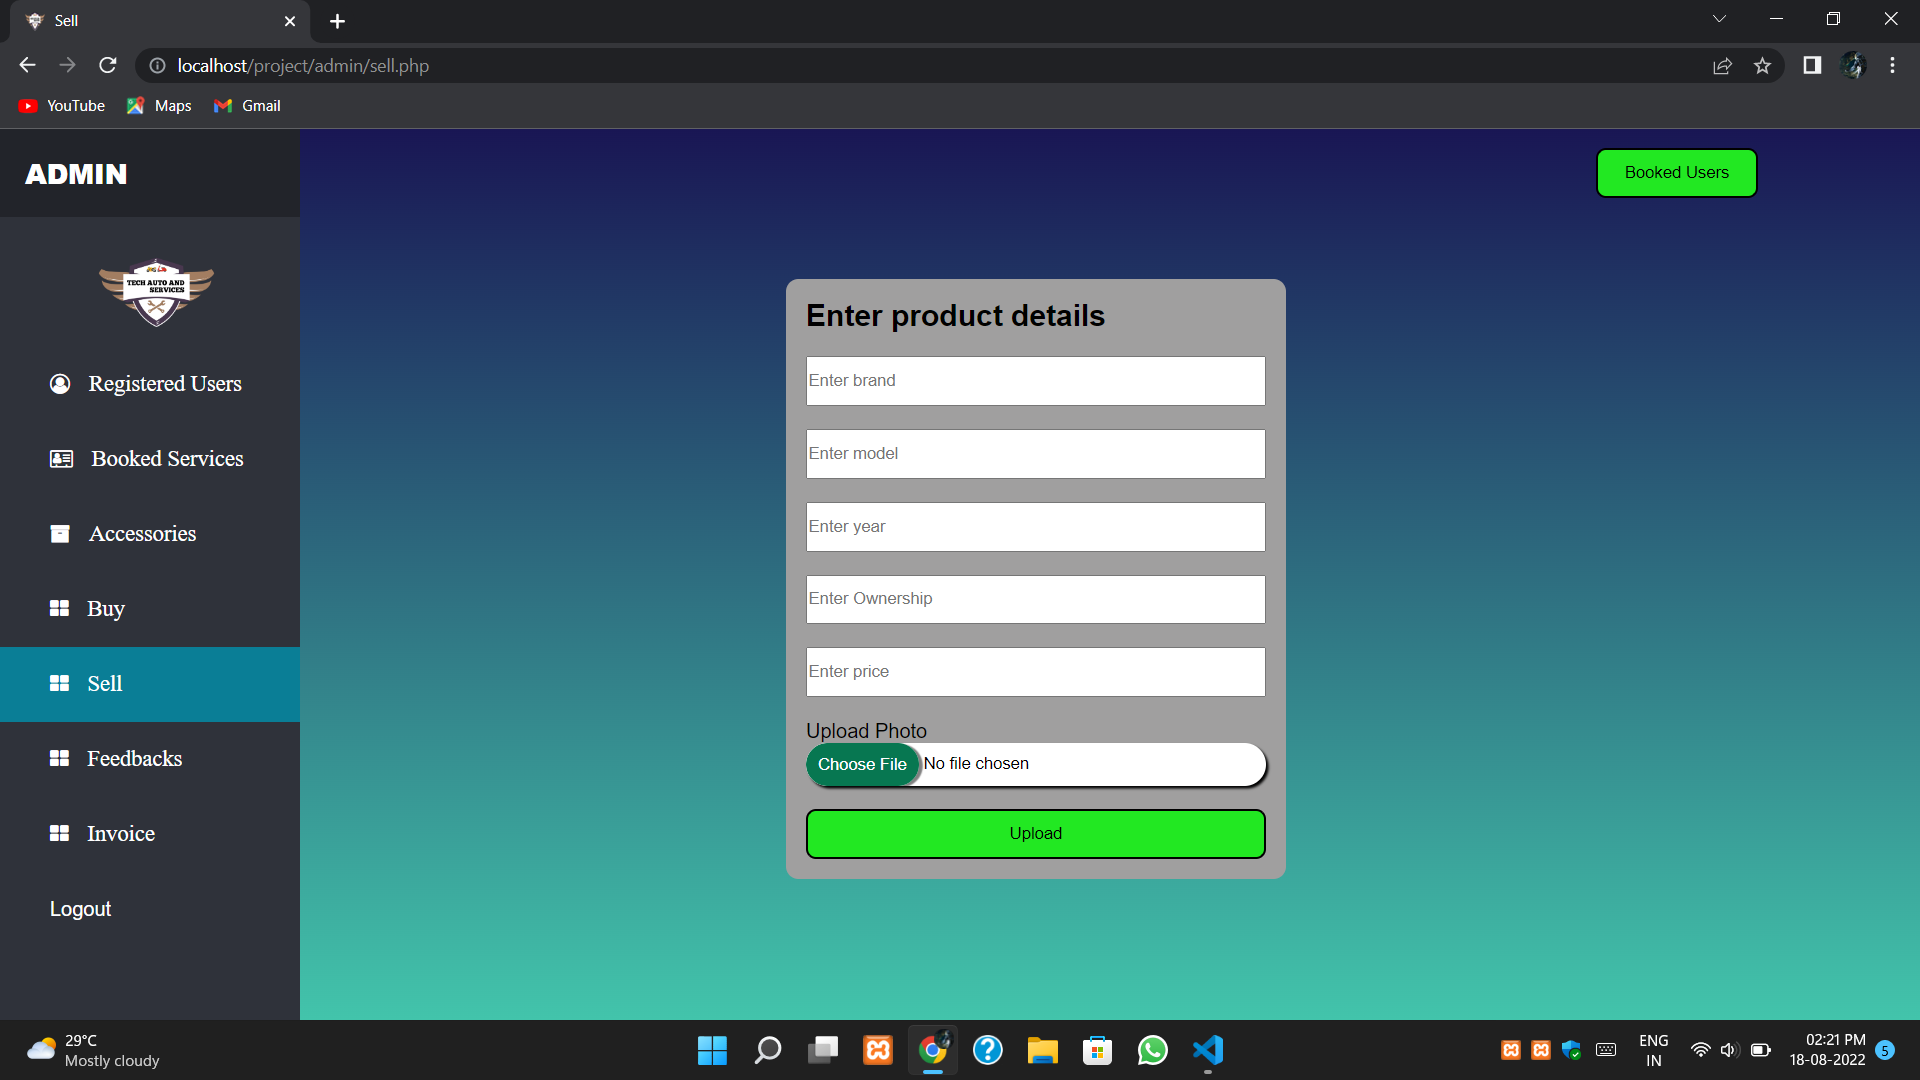 Sell
localhost/project/admin/sell.php
YouTube
Maps
Gmail
ADMIN
Booked Users
TECH AUTO AND
SERVICES
Registered Users
Booked Services
Accessories
Buy
Sell
Feedbacks
Invoice
Logout
Enter product details
Enter brand
Enter model
Enter year
Enter Ownership
Enter price
Upload Photo
Choose File No file chosen
Upload
29°C
Mostly cloudy
ENG
IN
02:21 PM
18-08-2022
5